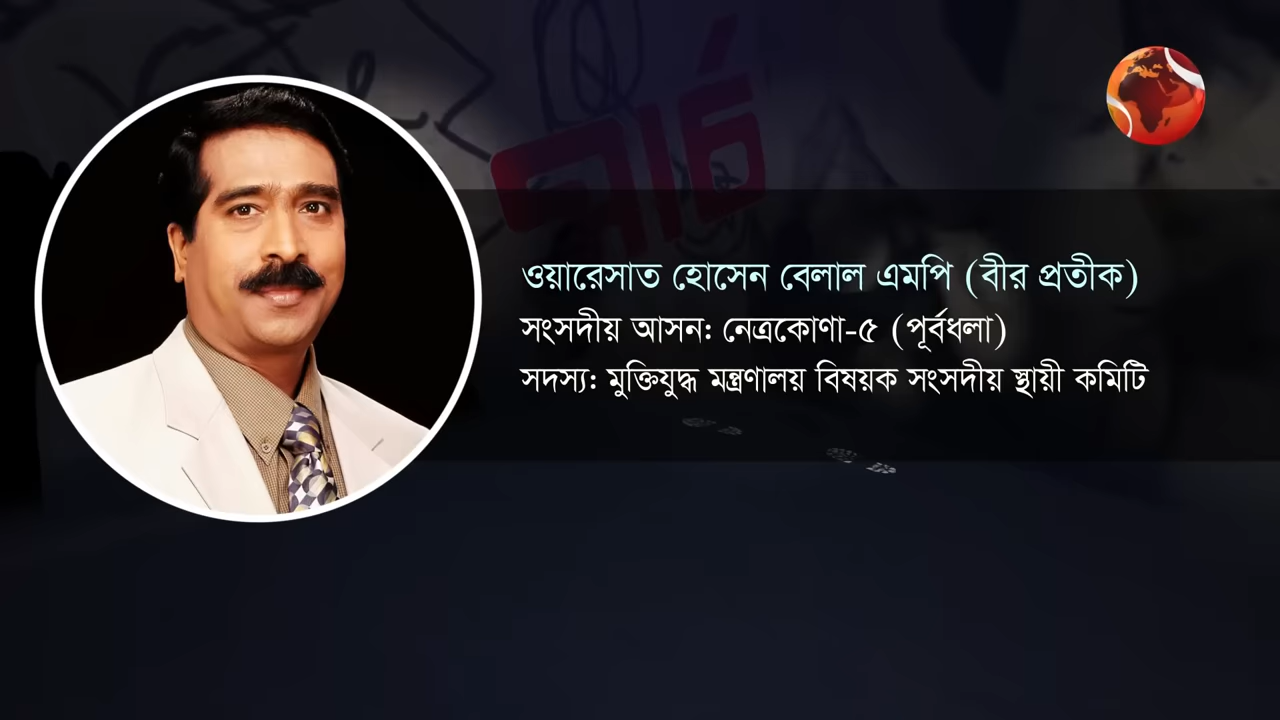 ওয়ারেসাত হোসেন বেলাল এমপি (বীর প্রতীক)
সংসদীয় আসন: নেত্রকোণা-৫ (পূর্বধলা)
সদস্য: মুক্তিযুদ্ধ মন্ত্রণালয় বিষয়ক সংসদীয় স্থায়ী কমিটি